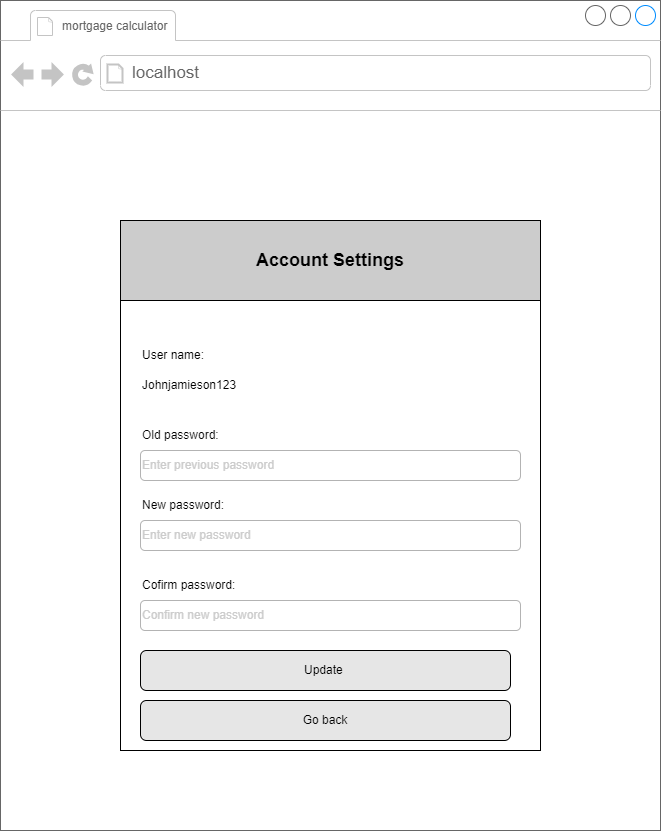 mortgage calculator
localhost
Account Settings
User name:
Johnjamieson123
Old password:
Enter previous password
New password:
Enter new password
Cofirm password:
Confirm new password
Update
Go back